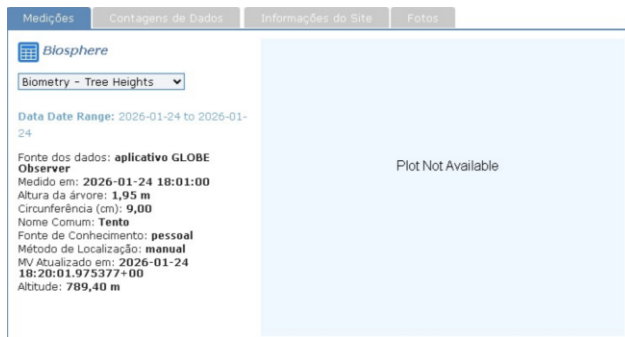 Medições Contagens de Dados Informações do Site Fotos
Biosphere
Biometry - Tree Heights
Data Date Range: 2026-01-24 to 2026-01-
24
Fonte dos dados: aplicativo GLOBE
Observer
Medido em: 2026-01-24 18:01:00
Altura da árvore: 1,95 m
Circunferência (cm): 9,00
Nome Comum: Tento
Fonte de Conhecimento: pessoal
Método de Localização: manual
MV Atualizado em: 2026-01-24
18:20:01.975377+00
Altitude: 789,40 m
Plot Not Available